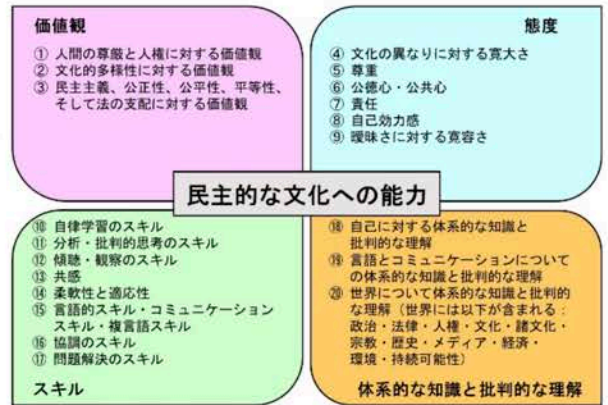 価値観
① 人間の尊厳と人権に対する価値観
② 文化的多様性に対する価値観
③ 民主主義、公正性、公平性、平等性、
そして法の支配に対する価値観
態度
④ 文化の異なりに対する寛大さ
⑤ 尊重
⑥ 公徳心・公共心
⑦ 責任
⑧ 自己効力感
⑨ 曖昧さに対する寛容さ
民主的な文化への能力
⑩ 自律学習のスキル
⑪ 分析・批判的思考のスキル
⑫ 傾聴・観察のスキル
⑬ 共感
⑭ 柔軟性と適応性
⑮ 言語的スキル・コミュニケーション
スキル・複言語スキル
⑯ 協調のスキル
⑰ 問題解決のスキル
スキル
⑱ 自己に対する体系的な知識と
批判的な理解
⑲ 言語とコミュニケーションについて
の体系的な知識と批判的な理解
⑳ 世界について体系的な知識と批判的
な理解（世界には以下が含まれる：
政治・法律・人権・文化・諸文化・
宗教・歴史・メディア・経済・
環境・持続可能性）
体系的な知識と批判的な理解